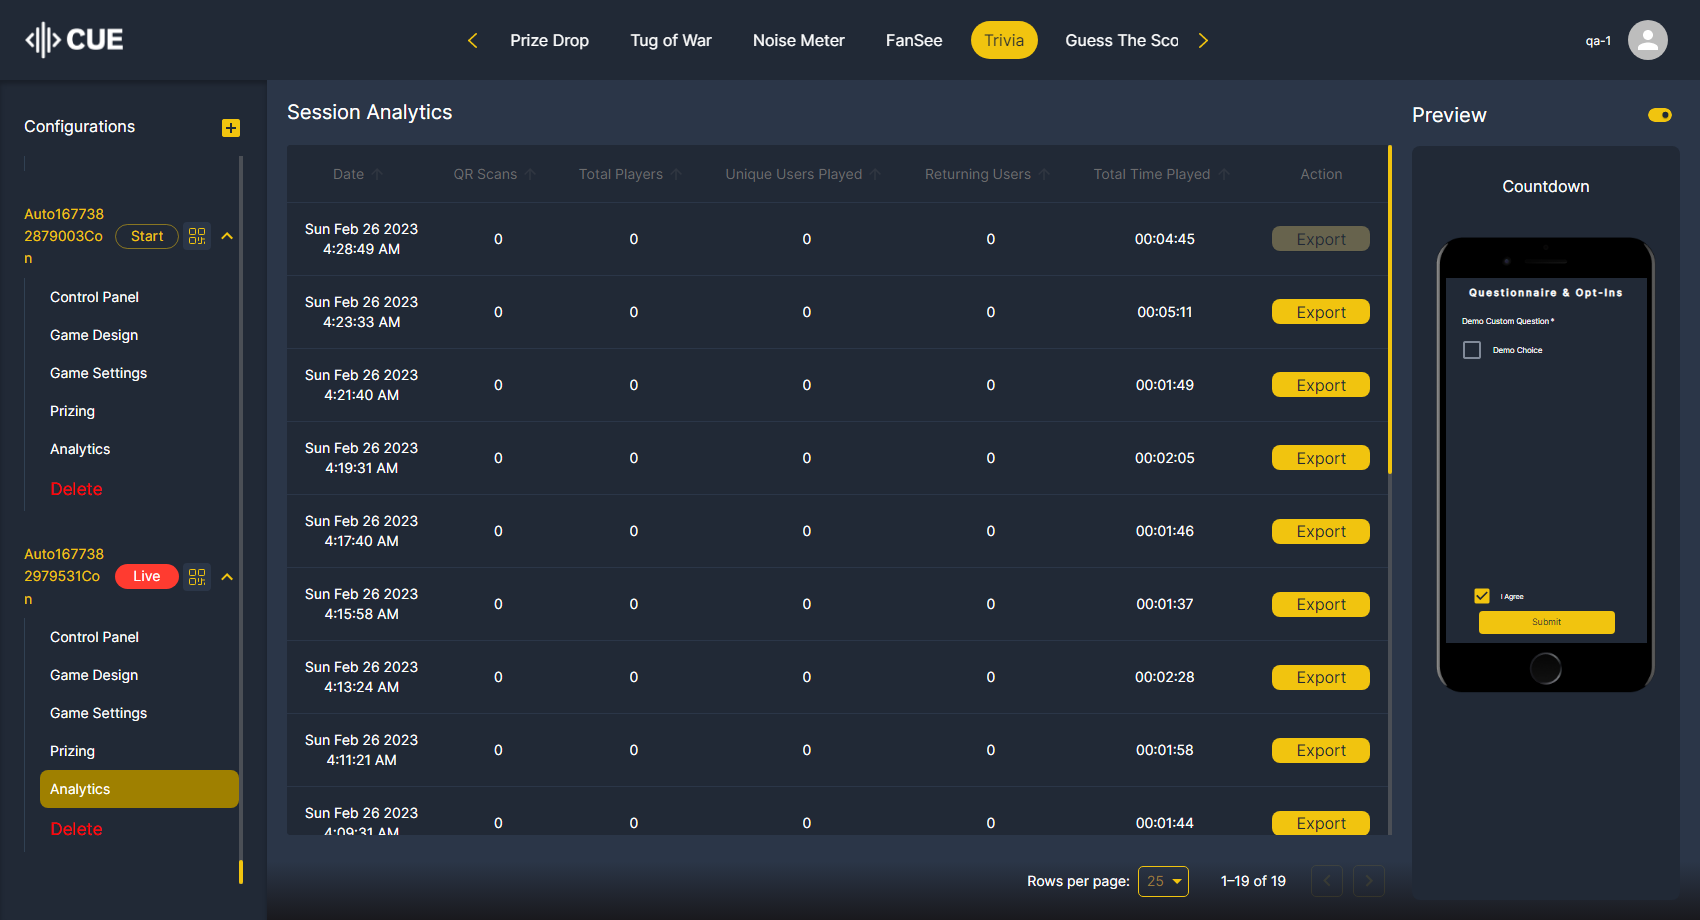 CUE
Prize Drop
Tug of War
Noise Meter
FanSee
Trivia
Guess The Sco
qa-1
Configurations
Auto167738
2879003Co
n
Start
Control Panel
Game Design
Game Settings
Prizing
Analytics
Delete
Auto167738
2979531Co
n
Live
Control Panel
Game Design
Game Settings
Prizing
Analytics
Delete
Session Analytics
Date QR Scans Total Players Unique Users Played Returning Users Total Time Played Action
Sun Feb 26 2023
4:28:49 AM
0 0 0 0 00:04:45 Export
Sun Feb 26 2023
4:23:33 AM
0 0 0 0 00:05:11 Export
Sun Feb 26 2023
4:21:40 AM
0 0 0 0 00:01:49 Export
Sun Feb 26 2023
4:19:31 AM
0 0 0 0 00:02:05 Export
Sun Feb 26 2023
4:17:40 AM
0 0 0 0 00:01:46 Export
Sun Feb 26 2023
4:15:58 AM
0 0 0 0 00:01:37 Export
Sun Feb 26 2023
4:13:24 AM
0 0 0 0 00:02:28 Export
Sun Feb 26 2023
4:11:21 AM
0 0 0 0 00:01:58 Export
Sun Feb 26 2023
4:09:31 AM
0 0 0 0 00:01:44 Export
Rows per page: 25 1–19 of 19
Preview
Countdown
Questionnaire & Opt-Ins
Demo Custom Question *
Demo Choice
I Agree
Submit